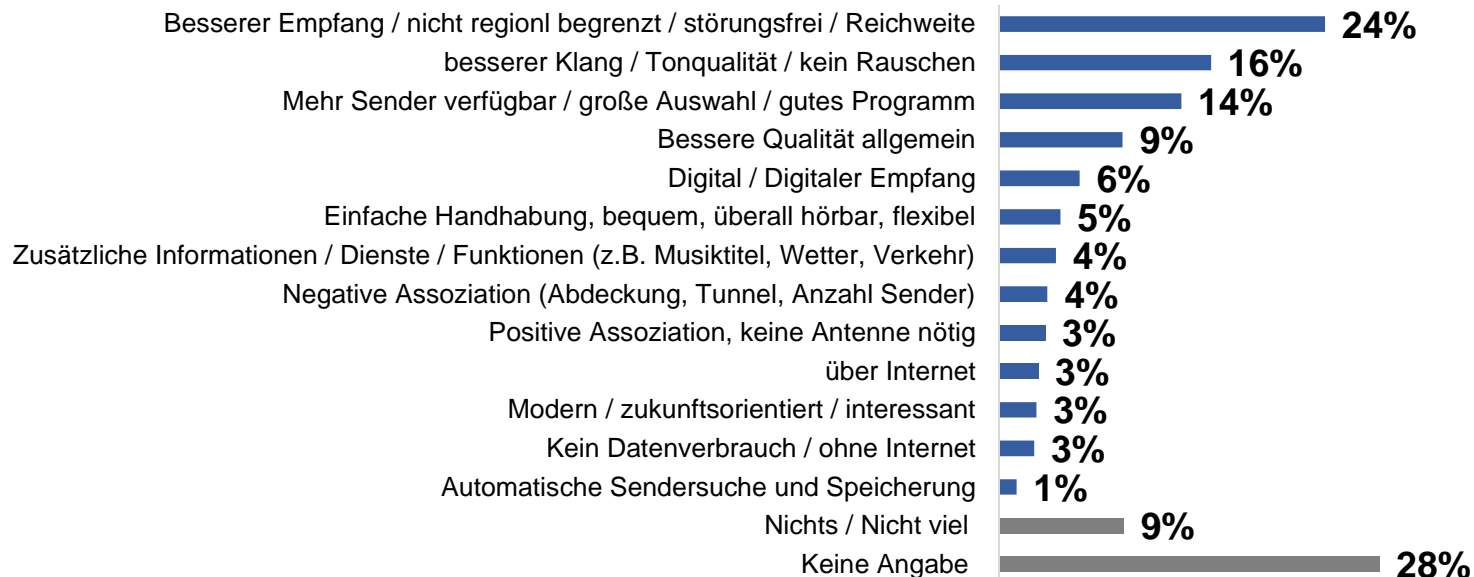 Besserer Empfang / nicht regionl begrenzt / störungsfrei / Reichweite 24%
besserer Klang / Tonqualität / kein Rauschen 16%
Mehr Sender verfügbar / große Auswahl / gutes Programm 14%
Bessere Qualität allgemein 9%
Digital / Digitaler Empfang 6%
Einfache Handhabung, bequem, überall hörbar, flexibel 5%
Zusätzliche Informationen / Dienste / Funktionen (z.B. Musiktitel, Wetter, Verkehr) 4%
Negative Assoziation (Abdeckung, Tunnel, Anzahl Sender) 4%
Positive Assoziation, keine Antenne nötig 3%
über Internet 3%
Modern / zukunftsorientiert / interessant 3%
Kein Datenverbrauch / ohne Internet 3%
Automatische Sendersuche und Speicherung 1%
Nichts / Nicht viel 9%
Keine Angabe 28%